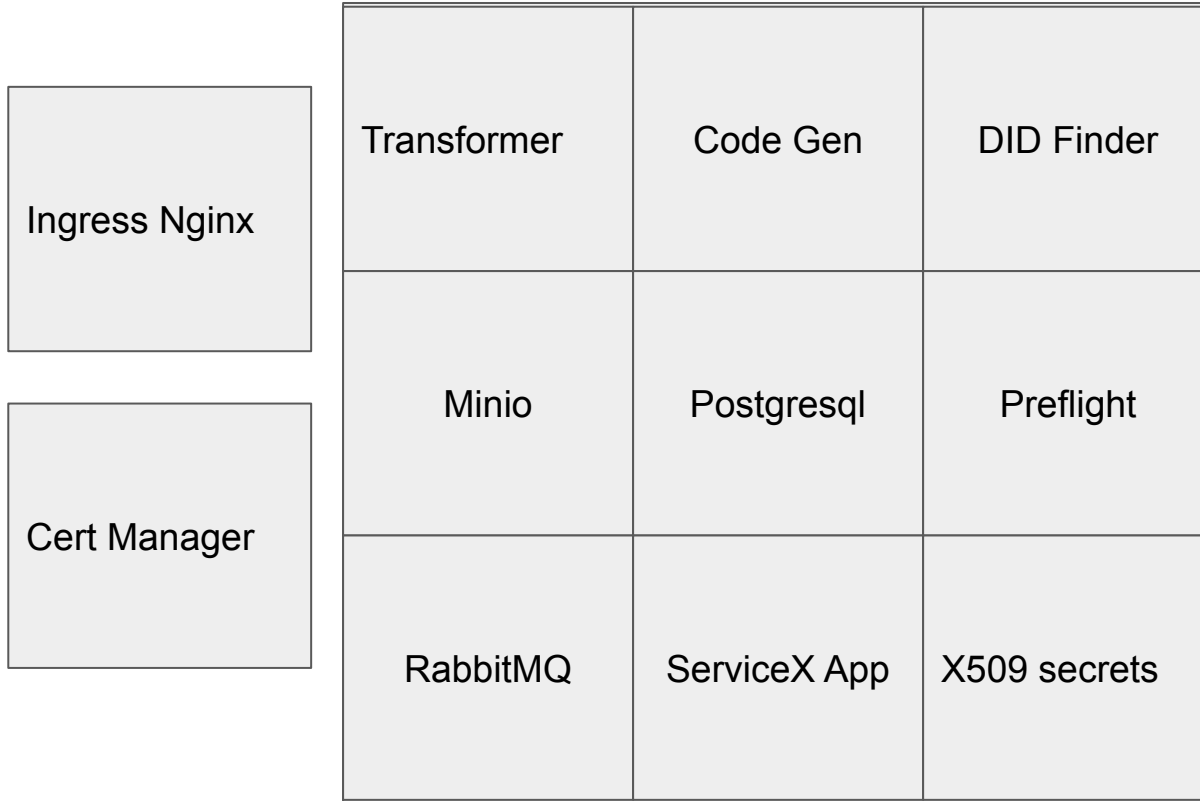 Ingress Nginx
Cert Manager
Transformer
Code Gen
DID Finder
Minio
Postgresql
Preflight
RabbitMQ
ServiceX App
X509 secrets